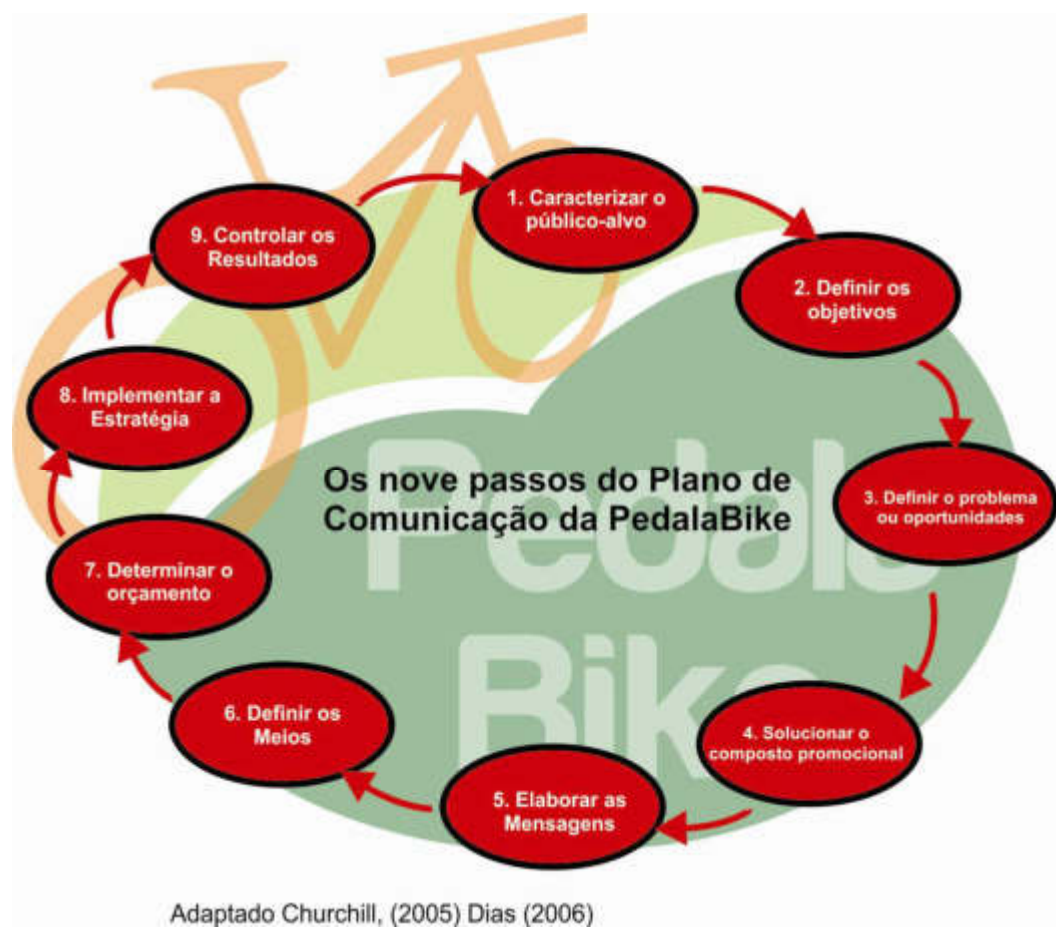 1. Caracterizar o
público-alvo
2. Definir os
objetivos
3. Definir o problema
ou oportunidades
4. Solucionar o
composto promocional
5. Elaborar as
Mensagens
6. Definir os
Meios
7. Determinar o
orçamento
8. Implementar a
Estratégia
9. Controlar os
Resultados
Os nove passos do Plano de
Comunicação da PedalaBike
Pedala
Bike
Adaptado Churchill, (2005) Dias (2006)